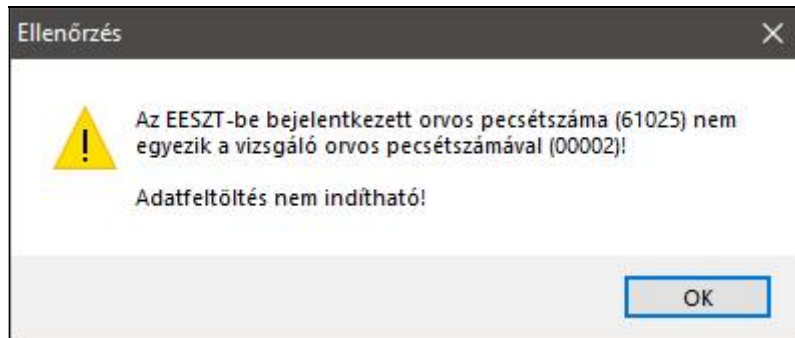 Ellenőrzés
Az EESZT-be bejelentkezett orvos pecsétszáma (61025) nem
egyezik a vizsgáló orvos pecsétszámával (00002)!
Adatfeltöltés nem indítható!
OK